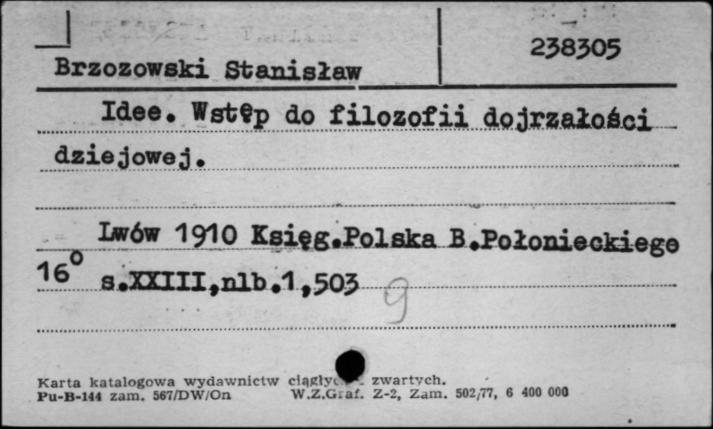 238305
Brzozowski Stanisław
Idee. Wstęp do filozofii dojrzałości
dziejowej.
Lwów 1910 Księg.Polska B.Połonieckiego
16⁰ s.XXIII,nlb.1,503
9
Karta katalogowa wydawnictw zwartych.
Pu-B-144 zam. 567/DW/On W.Z.Graf. Z-2, Zam. 502/77, 6 400 000